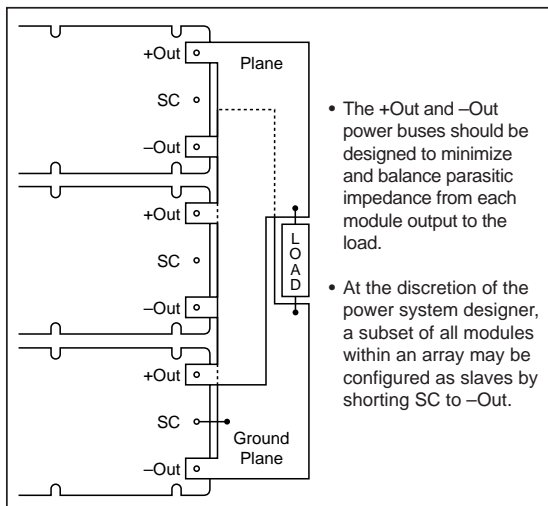 +Out
Plane
SC
–Out
+Out
SC
–Out
+Out
SC
–Out
Ground
Plane
LOAD
• The +Out and –Out
power buses should be
designed to minimize
and balance parasitic
impedance from each
module output to the
load.
• At the discretion of the
power system designer,
a subset of all modules
within an array may be
configured as slaves by
shorting SC to –Out.